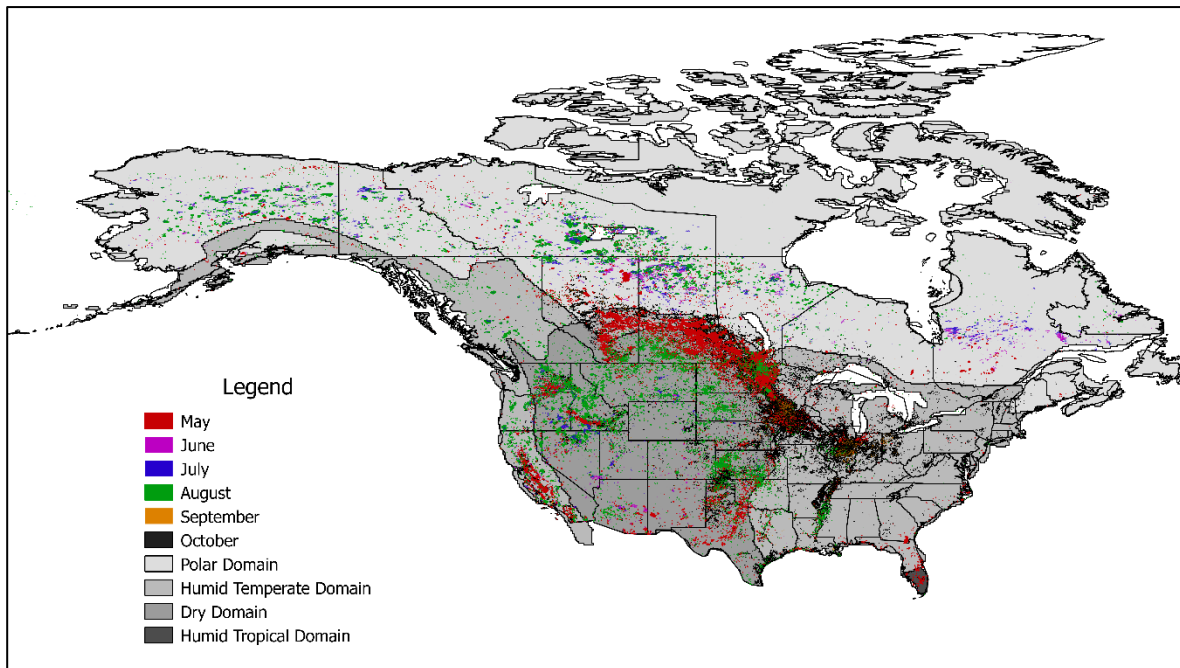 Legend
May
June
July
August
September
October
Polar Domain
Humid Temperate Domain
Dry Domain
Humid Tropical Domain